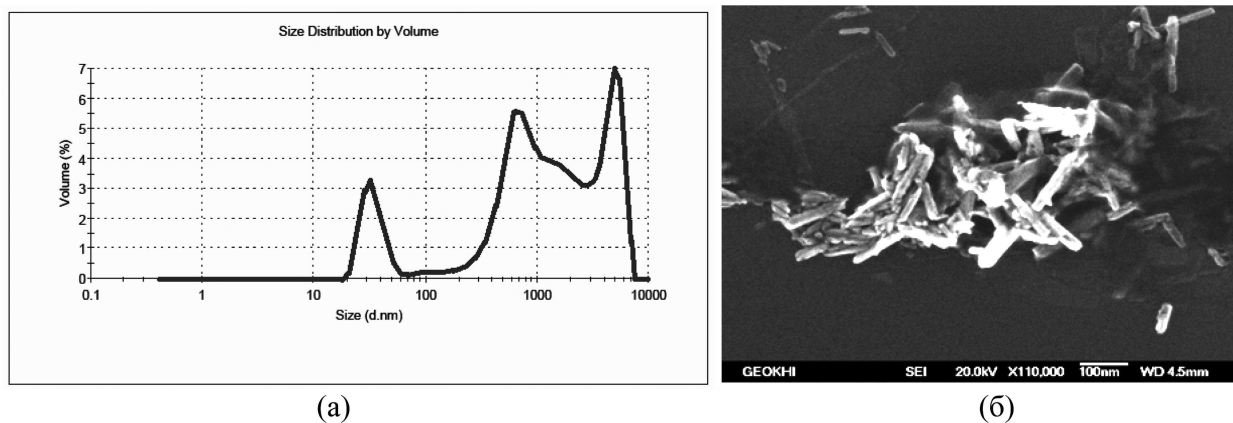 Size Distribution by Volume
Volume (%)
7
6
5
4
3
2
1
0
0.1 1 10 100 1000 10000
Size (d.nm)
GEOKHI SEI 20.0kV X110,000 100nm WD 4.5mm
(а) (б)